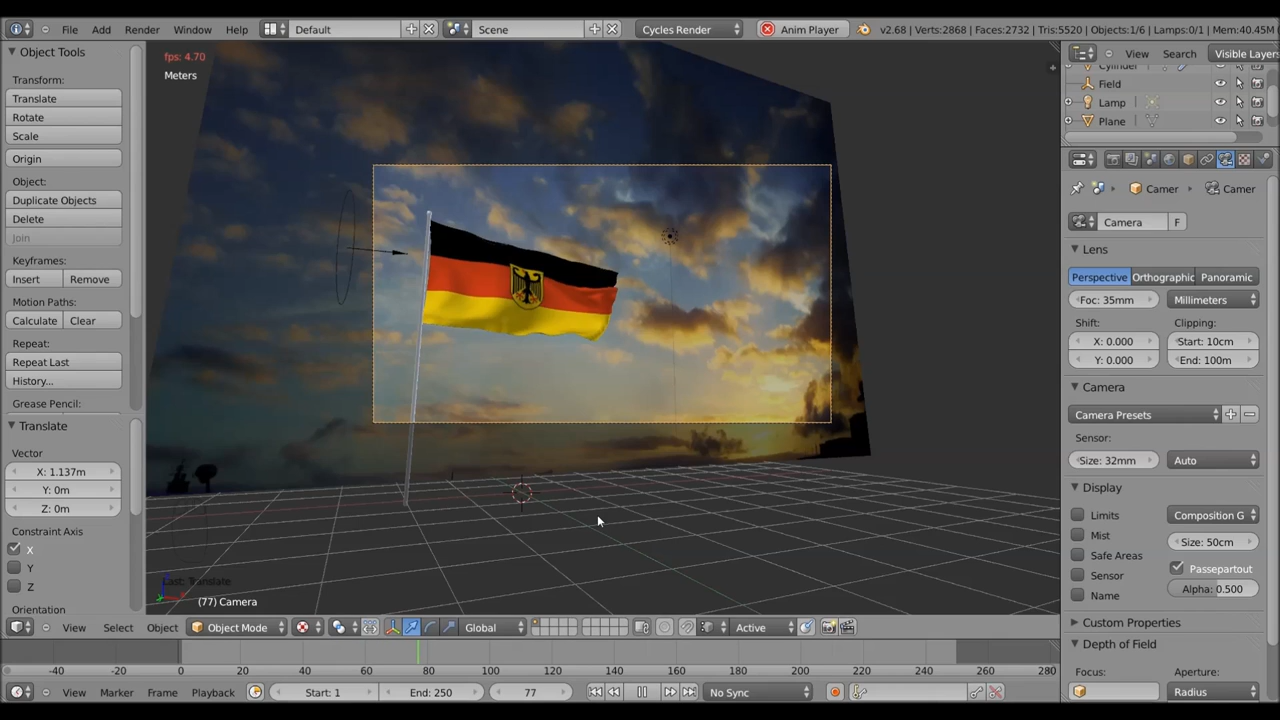 File Add Render Window Help Default Scene Cycles Render Anim Player v2.68 | Verts:2868 | Faces:2732 | Tris:5520 | Objects:1/6 | Lamps:0/1 | Mem:40.45M
Object Tools
Transform:
Translate
Rotate
Scale
Origin
Object:
Duplicate Objects
Delete
Join
Keyframes:
Insert Remove
Motion Paths:
Calculate Clear
Repeat:
Repeat Last
History...
Grease Pencil:
Translate
Vector
X: 1.137m
Y: 0m
Z: 0m
Constraint Axis
X
Y
Z
Orientation
fps: 4.70
Meters
Last: Translate
(77) Camera
View Search Visible Layers
Cylinder
Field
Lamp
Plane
Camer Camer
Camera F
Lens
Perspective Orthographic Panoramic
Foc: 35mm Millimeters
Shift: Clipping:
X: 0.000 Start: 10cm
Y: 0.000 End: 100m
Camera
Camera Presets
Sensor:
Size: 32mm Auto
Display
Limits Composition G
Mist Size: 50cm
Safe Areas
Sensor Passepartout
Name Alpha: 0.500
Custom Properties
Depth of Field
Focus: Aperture:
Radius
View Select Object Object Mode Global Active
-40 -20 0 20 40 60 80 100 120 140 160 180 200 220 240 260 280
View Marker Frame Playback Start: 1 End: 250 77 No Sync